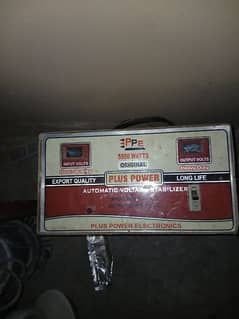 PPE
5000 WATTS
ORIGINAL
INPUT VOLTS
PLUS POWER
OUTPUT VOLTS
EXPORT QUALITY
LONG LIFE
AUTOMATIC VOLTAGE STABILIZER
PLUS POWER ELECTRONICS